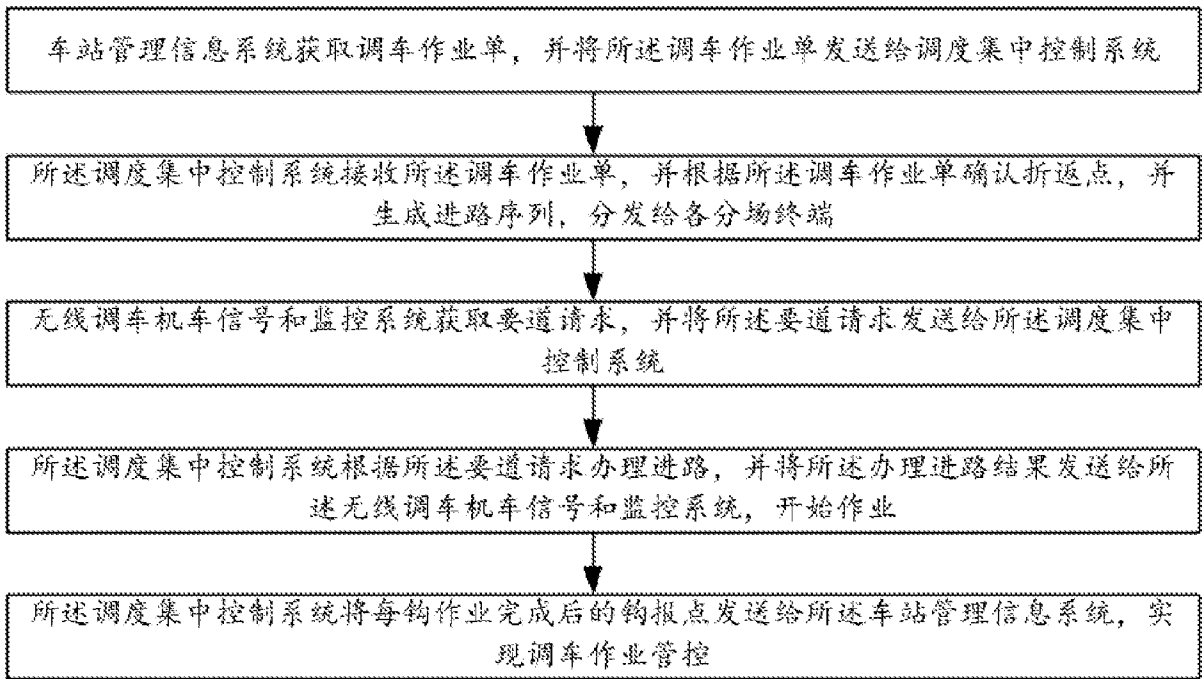 车站管理信息系统获取调车作业单，并将所述调车作业单发送给调度集中控制系统
所述调度集中控制系统接收所述调车作业单，并根据所述调车作业单确认折返点，并
生成进路序列，分发给各分场终端
无线调车机车信号和监控系统获取要道请求，并将所述要道请求发送给所述调度集中
控制系统
所述调度集中控制系统根据所述要道请求办理进路，并将所述办理进路结果发送给所
述无线调车机车信号和监控系统，开始作业
所述调度集中控制系统将每钩作业完成后的钩报点发送给所述车站管理信息系统，实
现调车作业管控